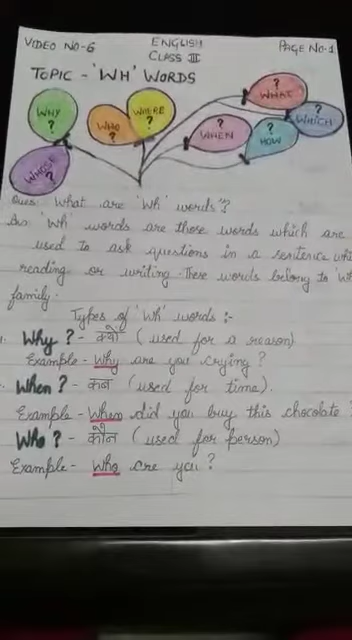 VIDEO NO-6
ENGLISH
CLASS III
PAGE NO.1
TOPIC - 'WH' WORDS
WHY ?
WHO ?
WHERE ?
WHOSE ?
WHEN ?
? WHAT
? WHICH
? HOW
Ques: What are 'Wh' words?
Ans: 'Wh' words are those words which are
used to ask questions in a sentence
reading or writing. These words belong to
family.
Types of 'Wh' words :-
Why ? - क्यों ( used for a reason)
Example - Why are you crying ?
When ? - कब (used for time).
Example - When did you buy this chocolate ?
Who ? - कौन (used for person)
Example - Who are you ?